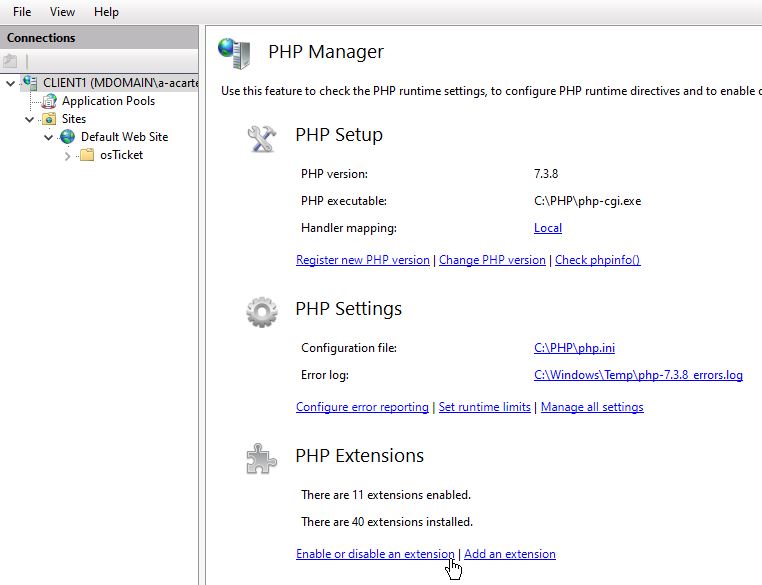 File View Help
Connections
CLIENT1 (MDOMAIN\a-acarte
Application Pools
Sites
Default Web Site
osTicket
PHP Manager
Use this feature to check the PHP runtime settings, to configure PHP runtime directives and to enable o
PHP Setup
PHP version: 7.3.8
PHP executable: C:\PHP\php-cgi.exe
Handler mapping: Local
Register new PHP version | Change PHP version | Check phpinfo()
PHP Settings
Configuration file: C:\PHP\php.ini
Error log: C:\Windows\Temp\php-7.3.8_errors.log
Configure error reporting | Set runtime limits | Manage all settings
PHP Extensions
There are 11 extensions enabled.
There are 40 extensions installed.
Enable or disable an extension | Add an extension